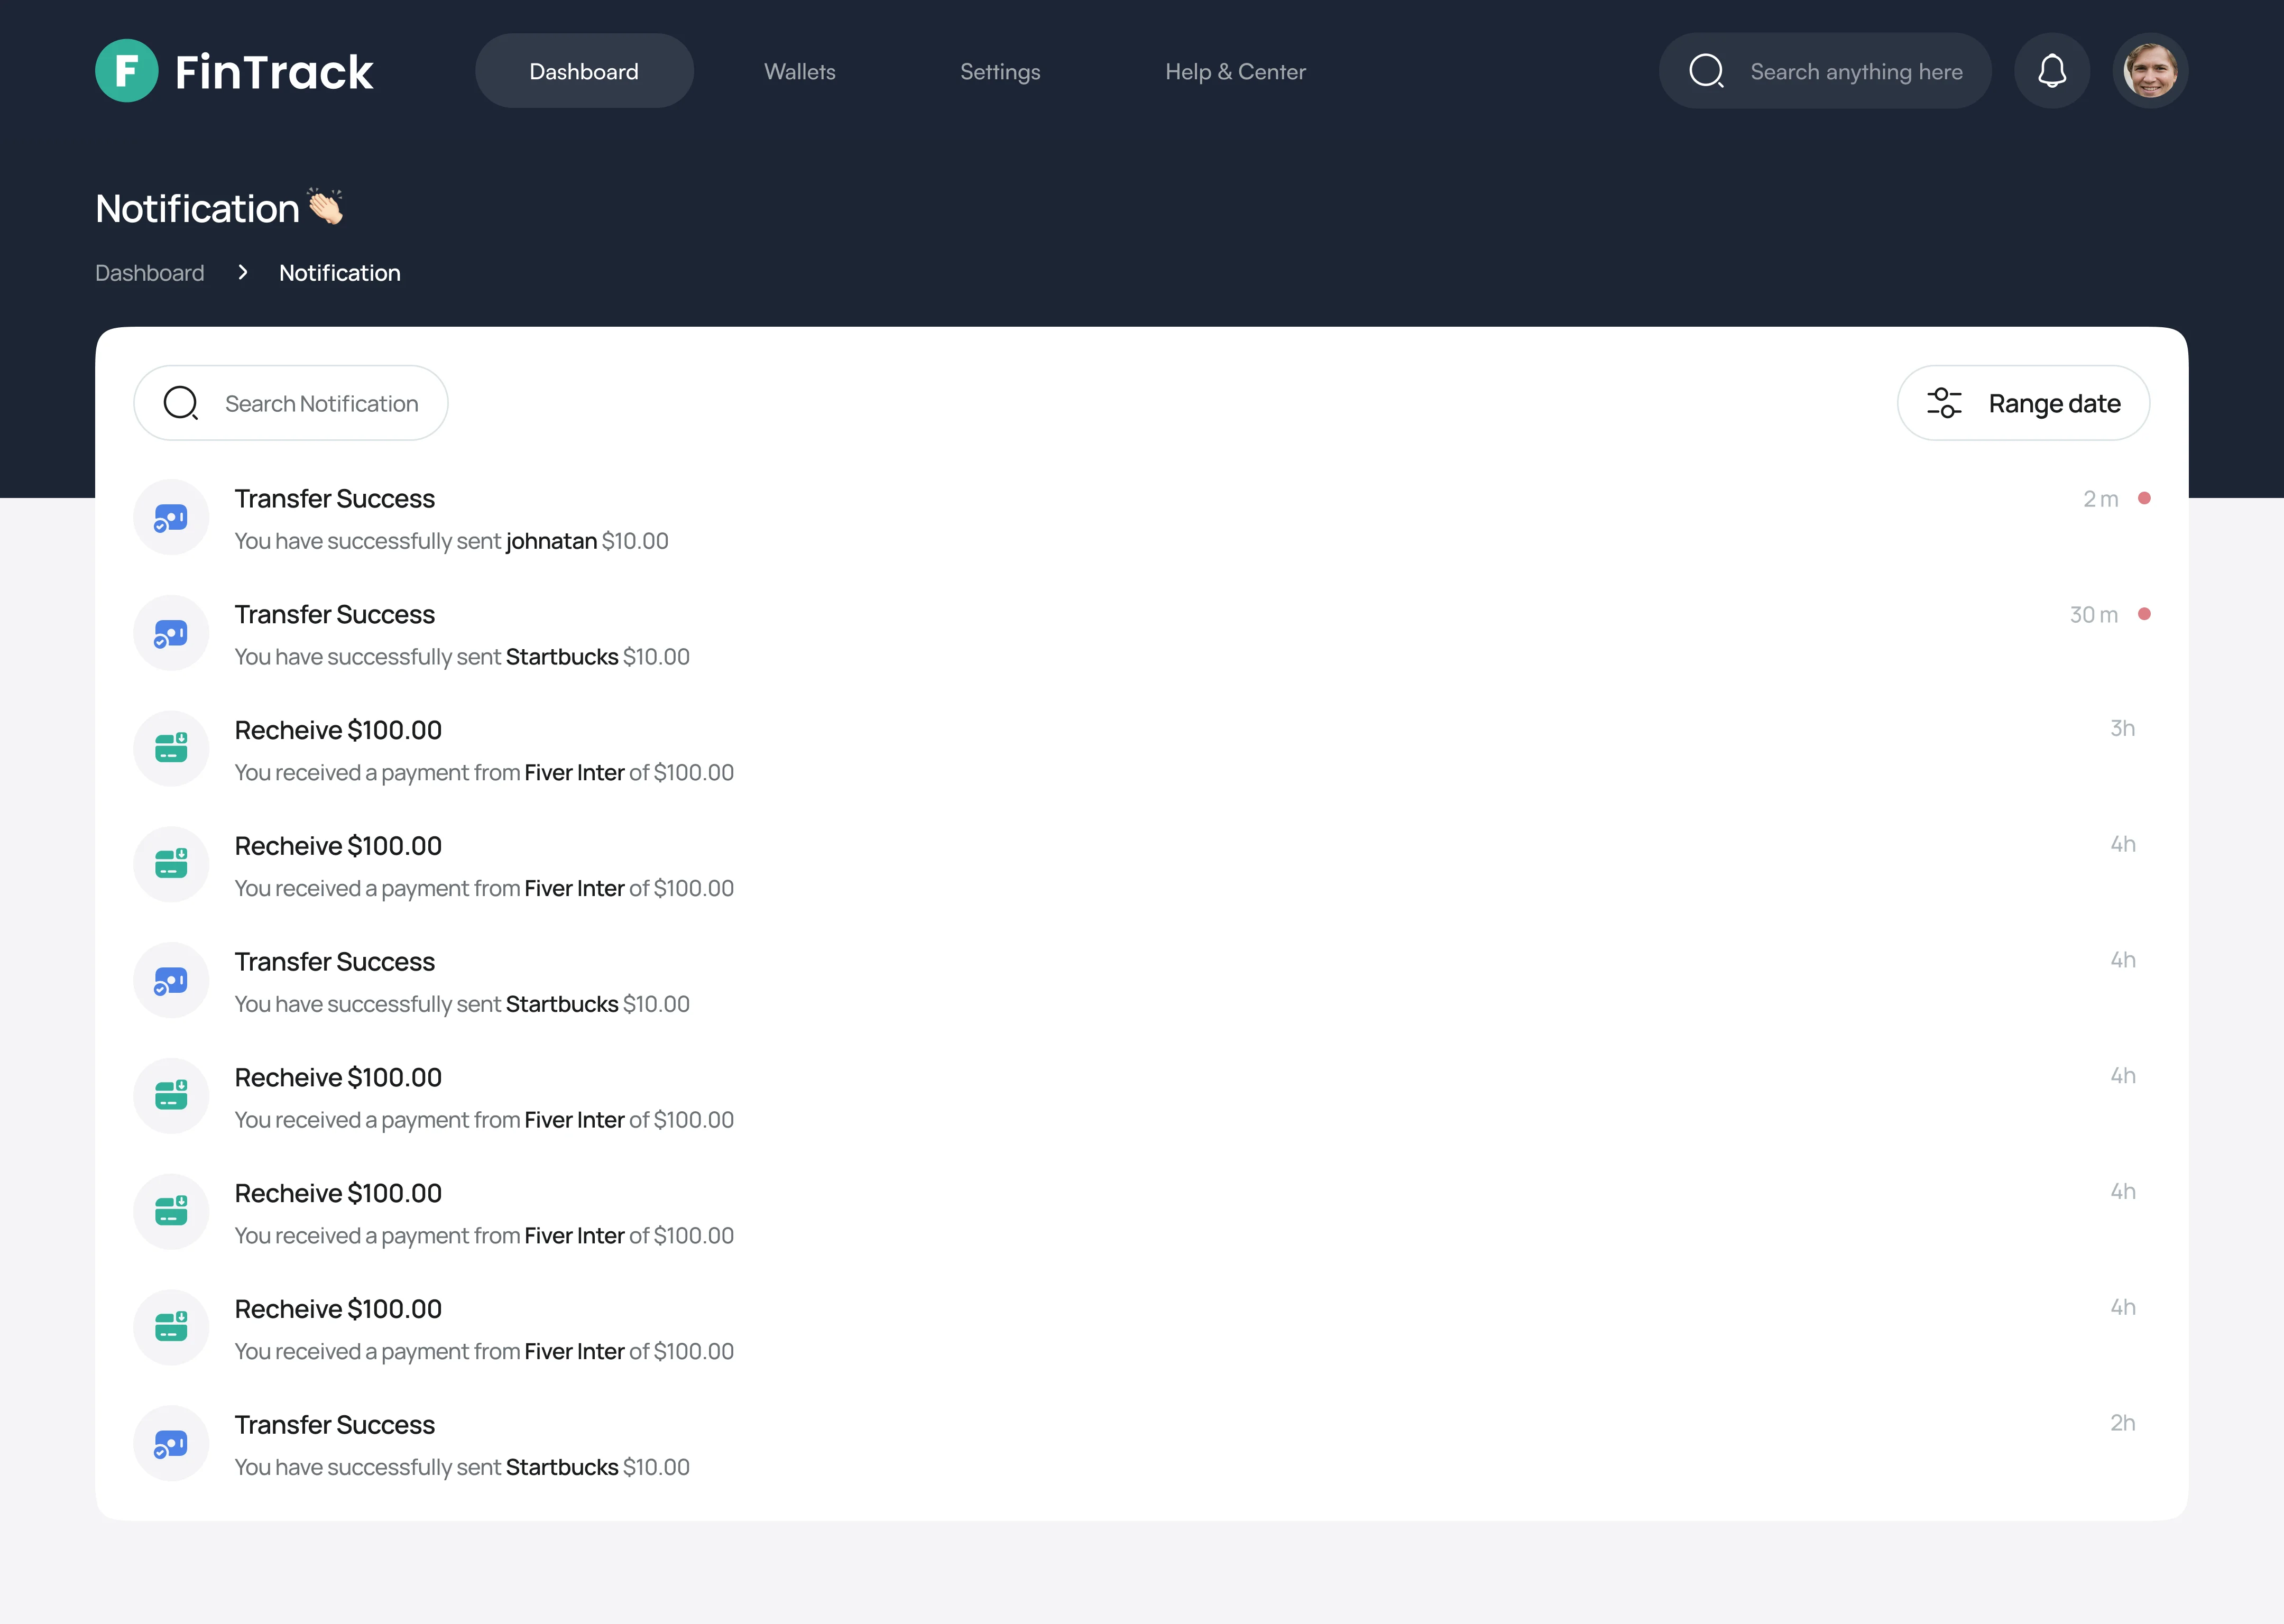 F FinTrack
Dashboard
Wallets
Settings
Help & Center
Search anything here
Notification 👏🏻
Dashboard > Notification
Search Notification
Range date
Transfer Success
2 m
You have successfully sent johnatan $10.00
Transfer Success
30 m
You have successfully sent Startbucks $10.00
Recheive $100.00
3h
You received a payment from Fiver Inter of $100.00
Recheive $100.00
4h
You received a payment from Fiver Inter of $100.00
Transfer Success
4h
You have successfully sent Startbucks $10.00
Recheive $100.00
4h
You received a payment from Fiver Inter of $100.00
Recheive $100.00
4h
You received a payment from Fiver Inter of $100.00
Recheive $100.00
4h
You received a payment from Fiver Inter of $100.00
Transfer Success
2h
You have successfully sent Startbucks $10.00